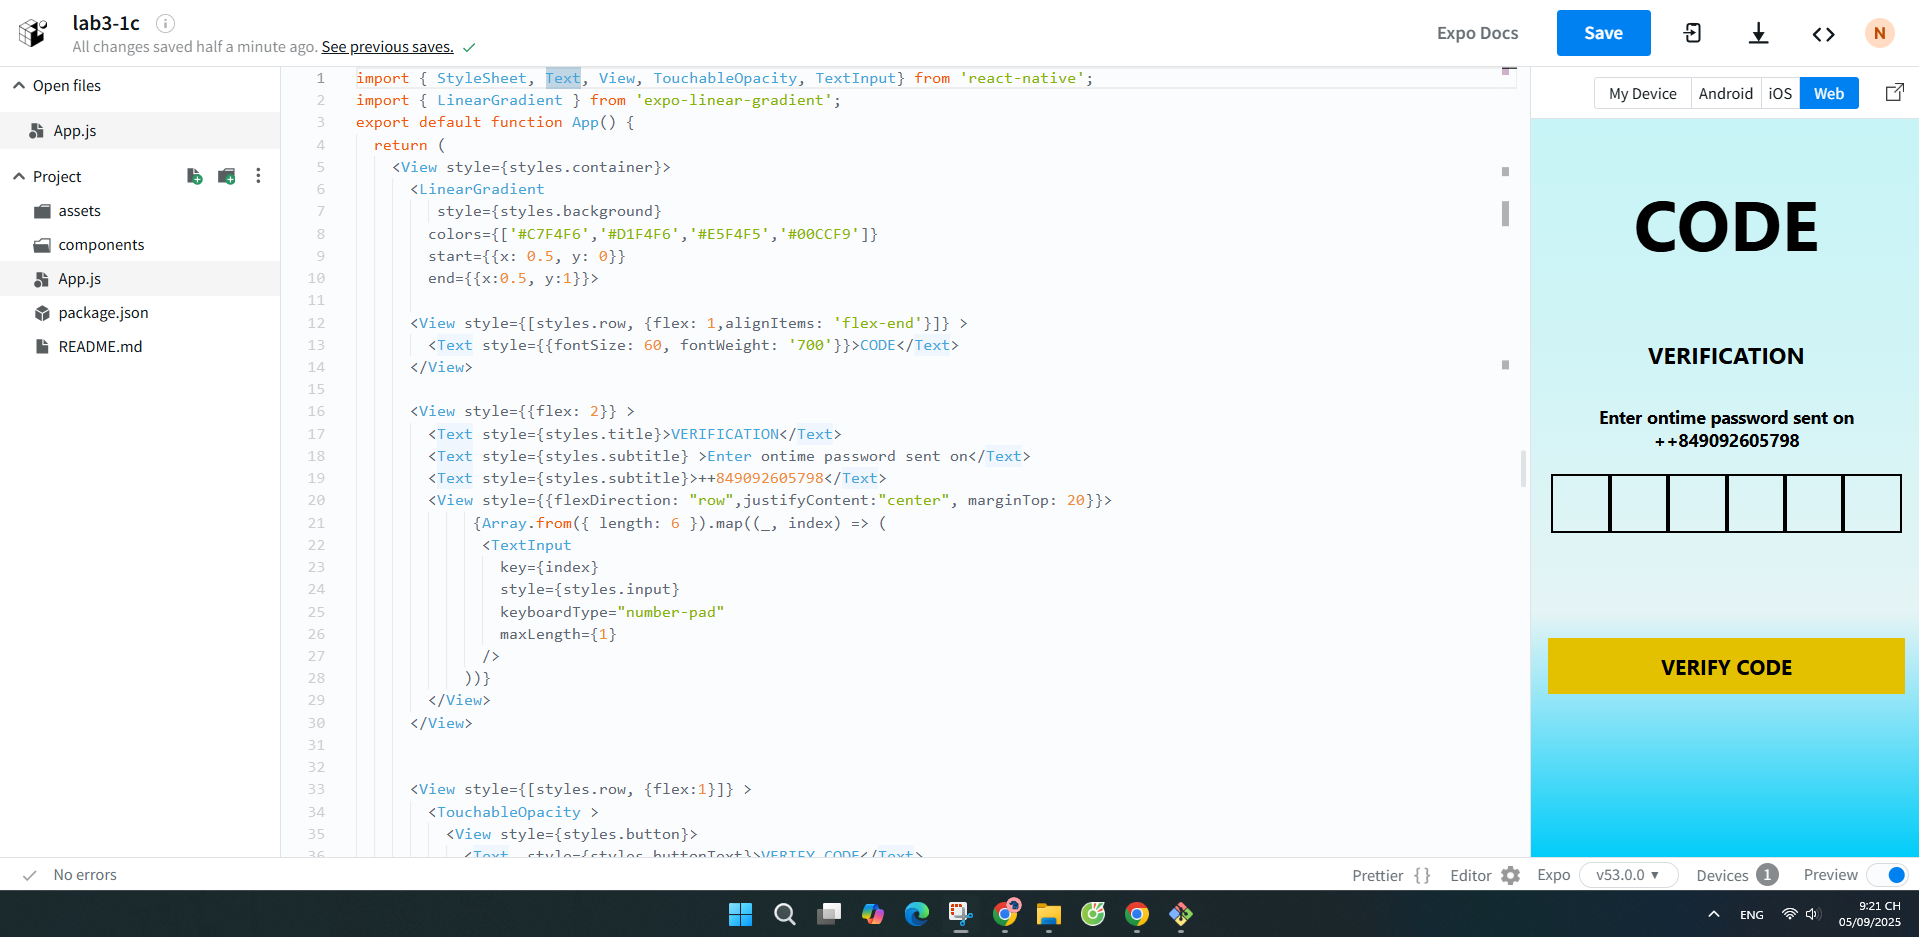 lab3-1c
All changes saved half a minute ago. See previous saves.
Expo Docs
Save
N
Open files
App.js
Project
assets
components
App.js
package.json
README.md
1 import { StyleSheet, Text, View, TouchableOpacity, TextInput} from 'react-native';
2 import { LinearGradient } from 'expo-linear-gradient';
3 export default function App() {
4 return (
5 <View style={styles.container}>
6 <LinearGradient
7 style={styles.background}
8 colors={['#C7F4F6','#D1F4F6','#E5F4F5','#00CCF9']}
9 start={{x: 0.5, y: 0}}
10 end={{x:0.5, y:1}}>
11
12 <View style={[styles.row, {flex: 1,alignItems: 'flex-end'}]} >
13 <Text style={{fontSize: 60, fontWeight: '700'}}>CODE</Text>
14 </View>
15
16 <View style={{flex: 2}} >
17 <Text style={styles.title}>VERIFICATION</Text>
18 <Text style={styles.subtitle} >Enter ontime password sent on</Text>
19 <Text style={styles.subtitle}>++849092605798</Text>
20 <View style={{flexDirection: "row",justifyContent:"center", marginTop: 20}}>
21 {Array.from({ length: 6 }).map((_, index) => (
22 <TextInput
23 key={index}
24 style={styles.input}
25 keyboardType="number-pad"
26 maxLength={1}
27 />
28 ))}
29 </View>
30 </View>
31
32
33 <View style={[styles.row, {flex:1}]} >
34 <TouchableOpacity >
35 <View style={styles.button}>
36 <Text style={styles.buttonText}>VERIFY CODE</Text>
My Device Android iOS Web
CODE
VERIFICATION
Enter ontime password sent on
++849092605798
VERIFY CODE
No errors
Prettier {} Editor Expo v53.0.0 Devices 1 Preview
ENG
9:21 CH
05/09/2025